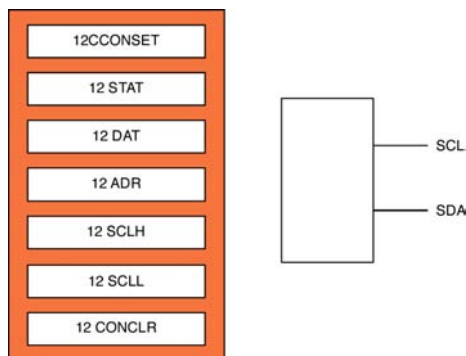 12CCONSET
12 STAT
12 DAT
12 ADR
12 SCLH
12 SCLL
12 CONCLR
SCL
SDA